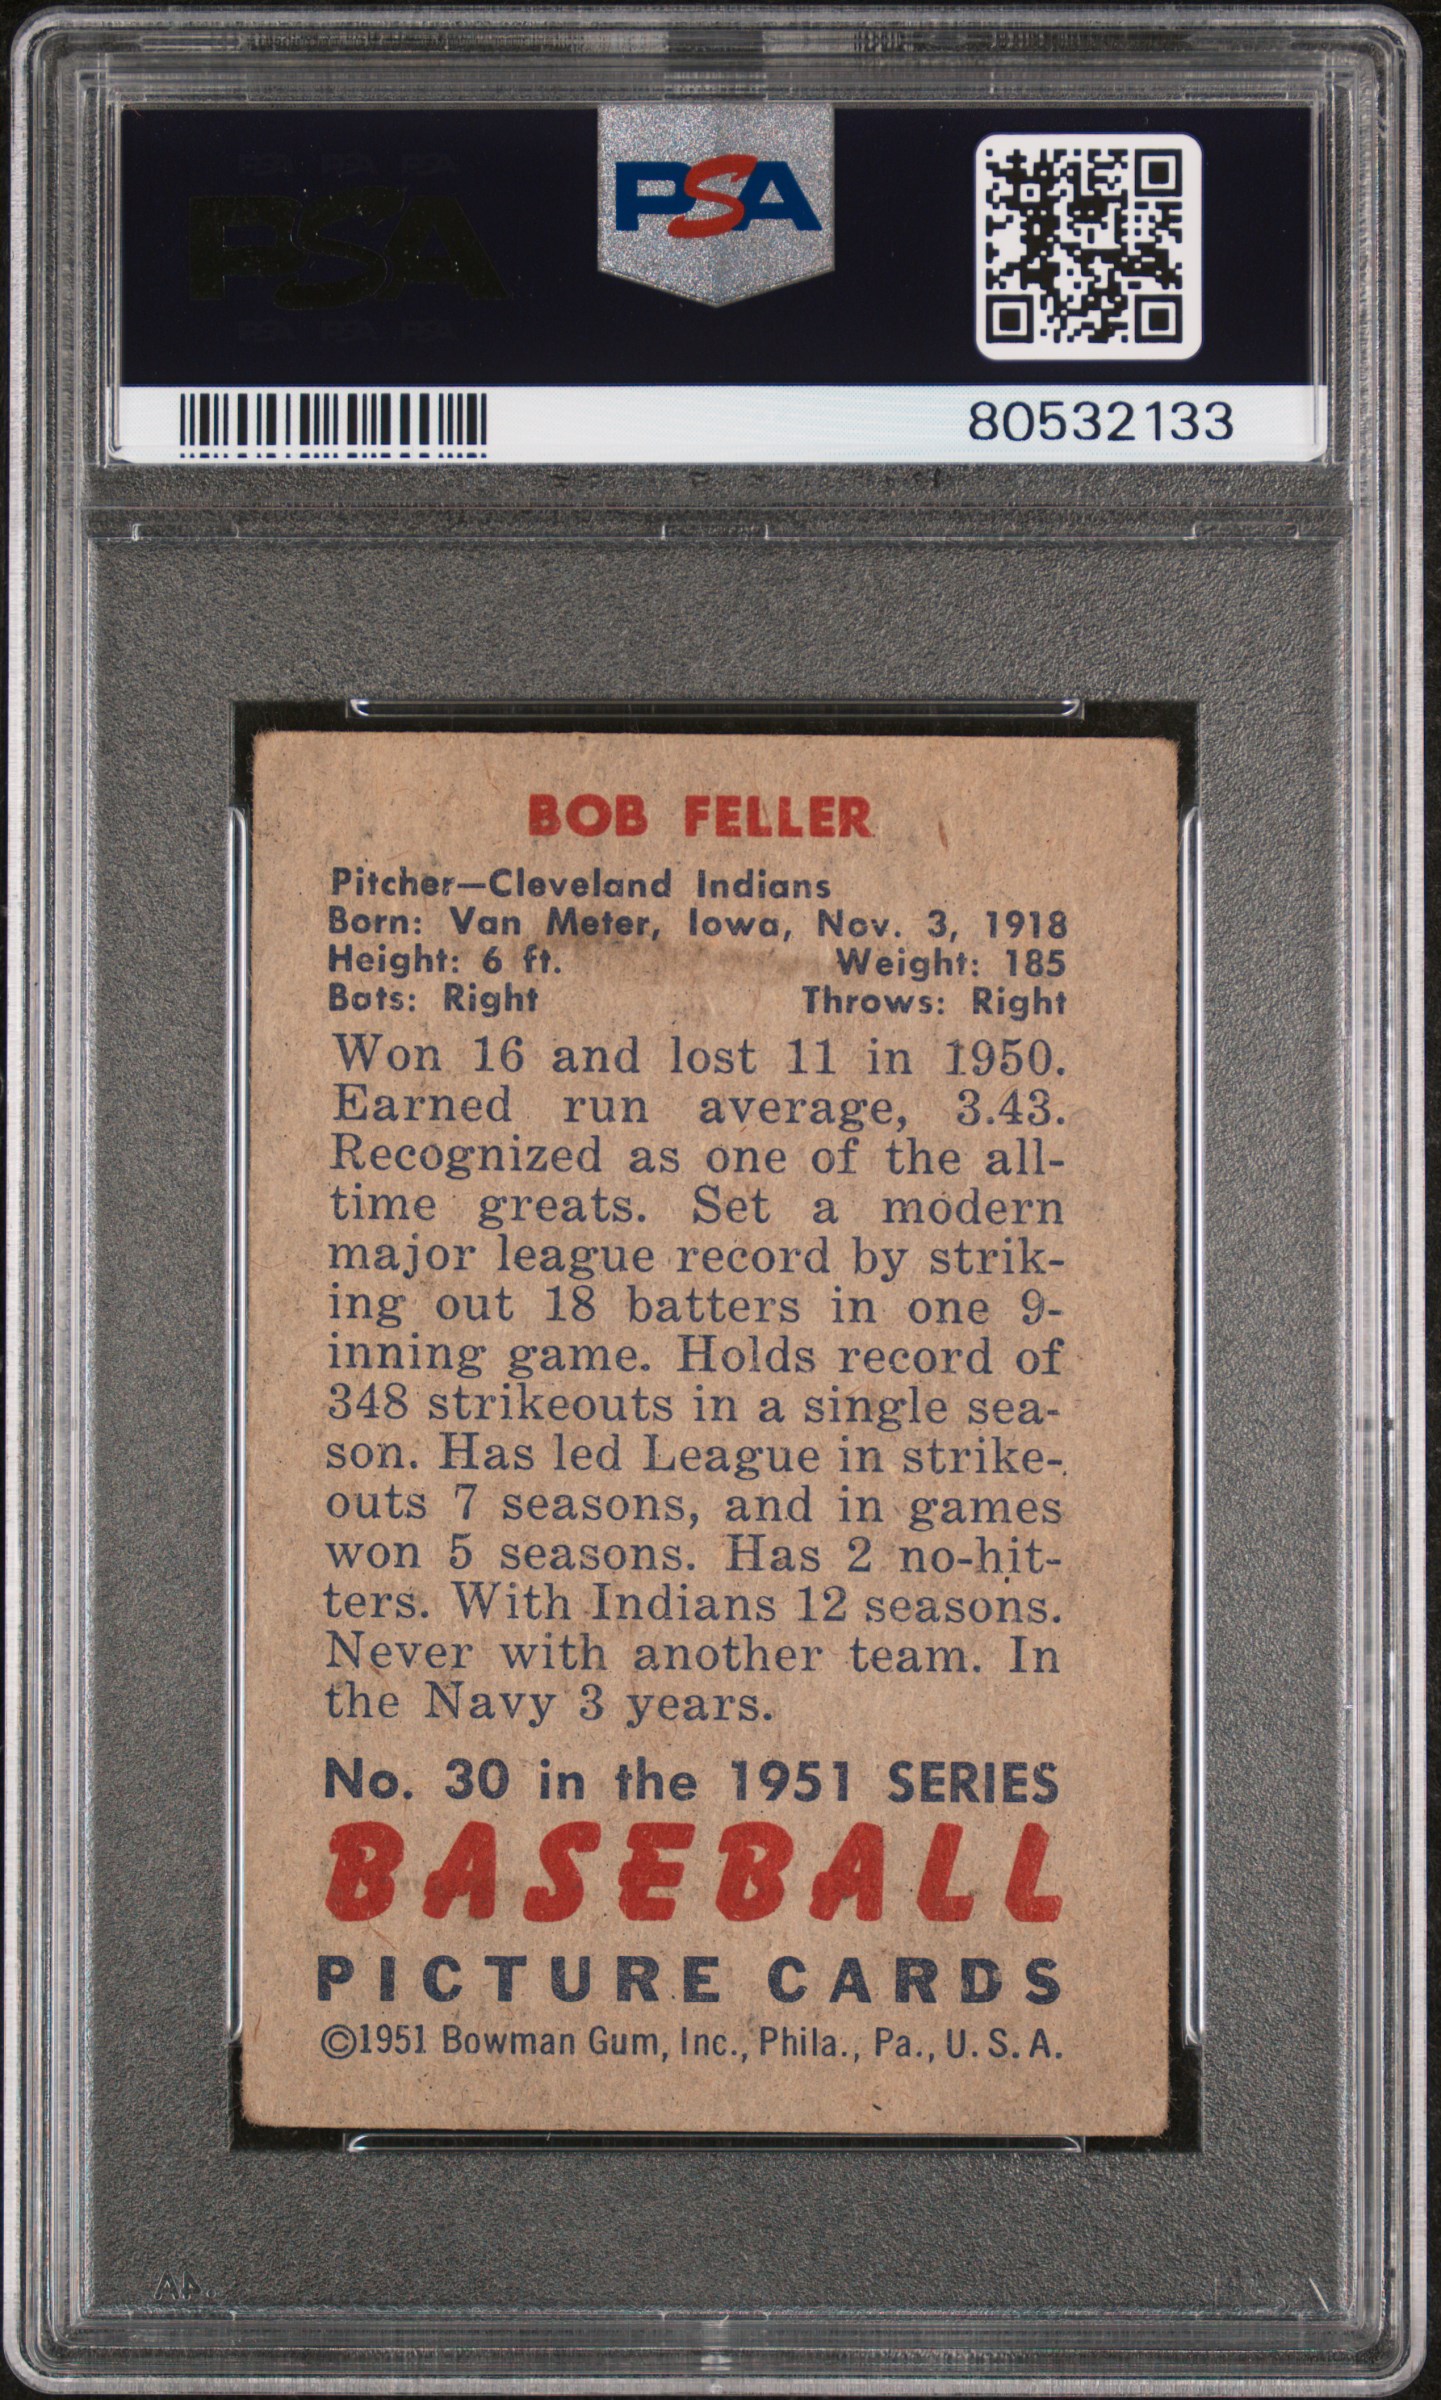 PSA PSA PSA
PSA
PSA PSA PSA
PSA
80532133
BOB FELLER
Pitcher—Cleveland Indians
Born: Van Meter, Iowa, Nov. 3, 1918
Height: 6 ft. Weight: 185
Bats: Right Throws: Right
Won 16 and lost 11 in 1950.
Earned run average, 3.43.
Recognized as one of the all-
time greats. Set a modern
major league record by strik-
ing out 18 batters in one 9-
inning game. Holds record of
348 strikeouts in a single sea-
son. Has led League in strike-
outs 7 seasons, and in games
won 5 seasons. Has 2 no-hit-
ters. With Indians 12 seasons.
Never with another team. In
the Navy 3 years.
No. 30 in the 1951 SERIES
BASEBALL
PICTURE CARDS
©1951 Bowman Gum, Inc., Phila., Pa., U. S. A.